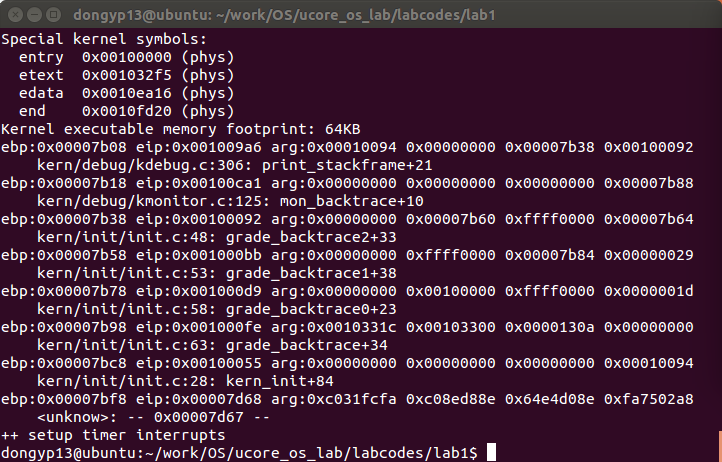 dongyp13@ubuntu: ~/work/OS/ucore_os_lab/labcodes/lab1
Special kernel symbols:
  entry  0x00100000 (phys)
  etext  0x001032f5 (phys)
  edata  0x0010ea16 (phys)
  end    0x0010fd20 (phys)
Kernel executable memory footprint: 64KB
ebp:0x00007b08 eip:0x001009a6 arg:0x00010094 0x00000000 0x00007b38 0x00100092
    kern/debug/kdebug.c:306: print_stackframe+21
ebp:0x00007b18 eip:0x00100ca1 arg:0x00000000 0x00000000 0x00000000 0x00007b88
    kern/debug/kmonitor.c:125: mon_backtrace+10
ebp:0x00007b38 eip:0x00100092 arg:0x00000000 0x00007b60 0xffff0000 0x00007b64
    kern/init/init.c:48: grade_backtrace2+33
ebp:0x00007b58 eip:0x001000bb arg:0x00000000 0xffff0000 0x00007b84 0x00000029
    kern/init/init.c:53: grade_backtrace1+38
ebp:0x00007b78 eip:0x001000d9 arg:0x00000000 0x00100000 0xffff0000 0x0000001d
    kern/init/init.c:58: grade_backtrace0+23
ebp:0x00007b98 eip:0x001000fe arg:0x0010331c 0x00103300 0x0000130a 0x00000000
    kern/init/init.c:63: grade_backtrace+34
ebp:0x00007bc8 eip:0x00100055 arg:0x00000000 0x00000000 0x00000000 0x00010094
    kern/init/init.c:28: kern_init+84
ebp:0x00007bf8 eip:0x00007d68 arg:0xc031fcfa 0xc08ed88e 0x64e4d08e 0xfa7502a8
    <unknow>: -- 0x00007d67 --
++ setup timer interrupts
dongyp13@ubuntu:~/work/OS/ucore_os_lab/labcodes/lab1$